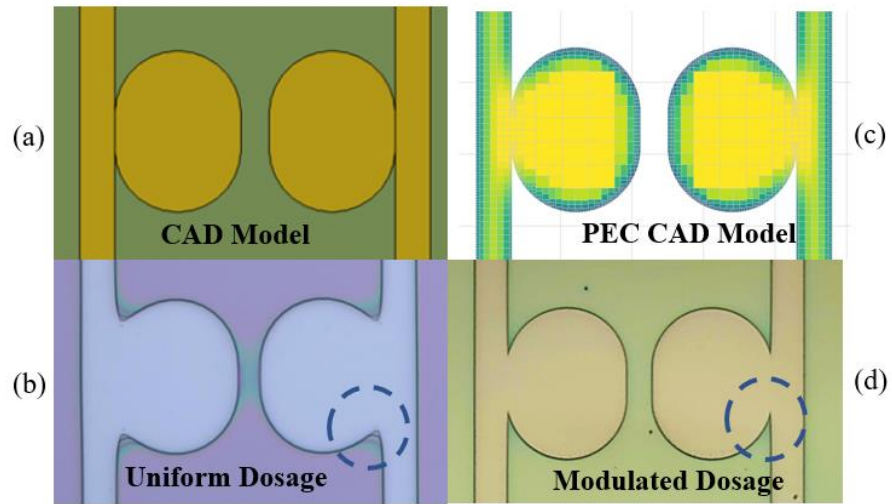 (a)
CAD Model
(c)
PEC CAD Model
(b)
Uniform Dosage
(d)
Modulated Dosage